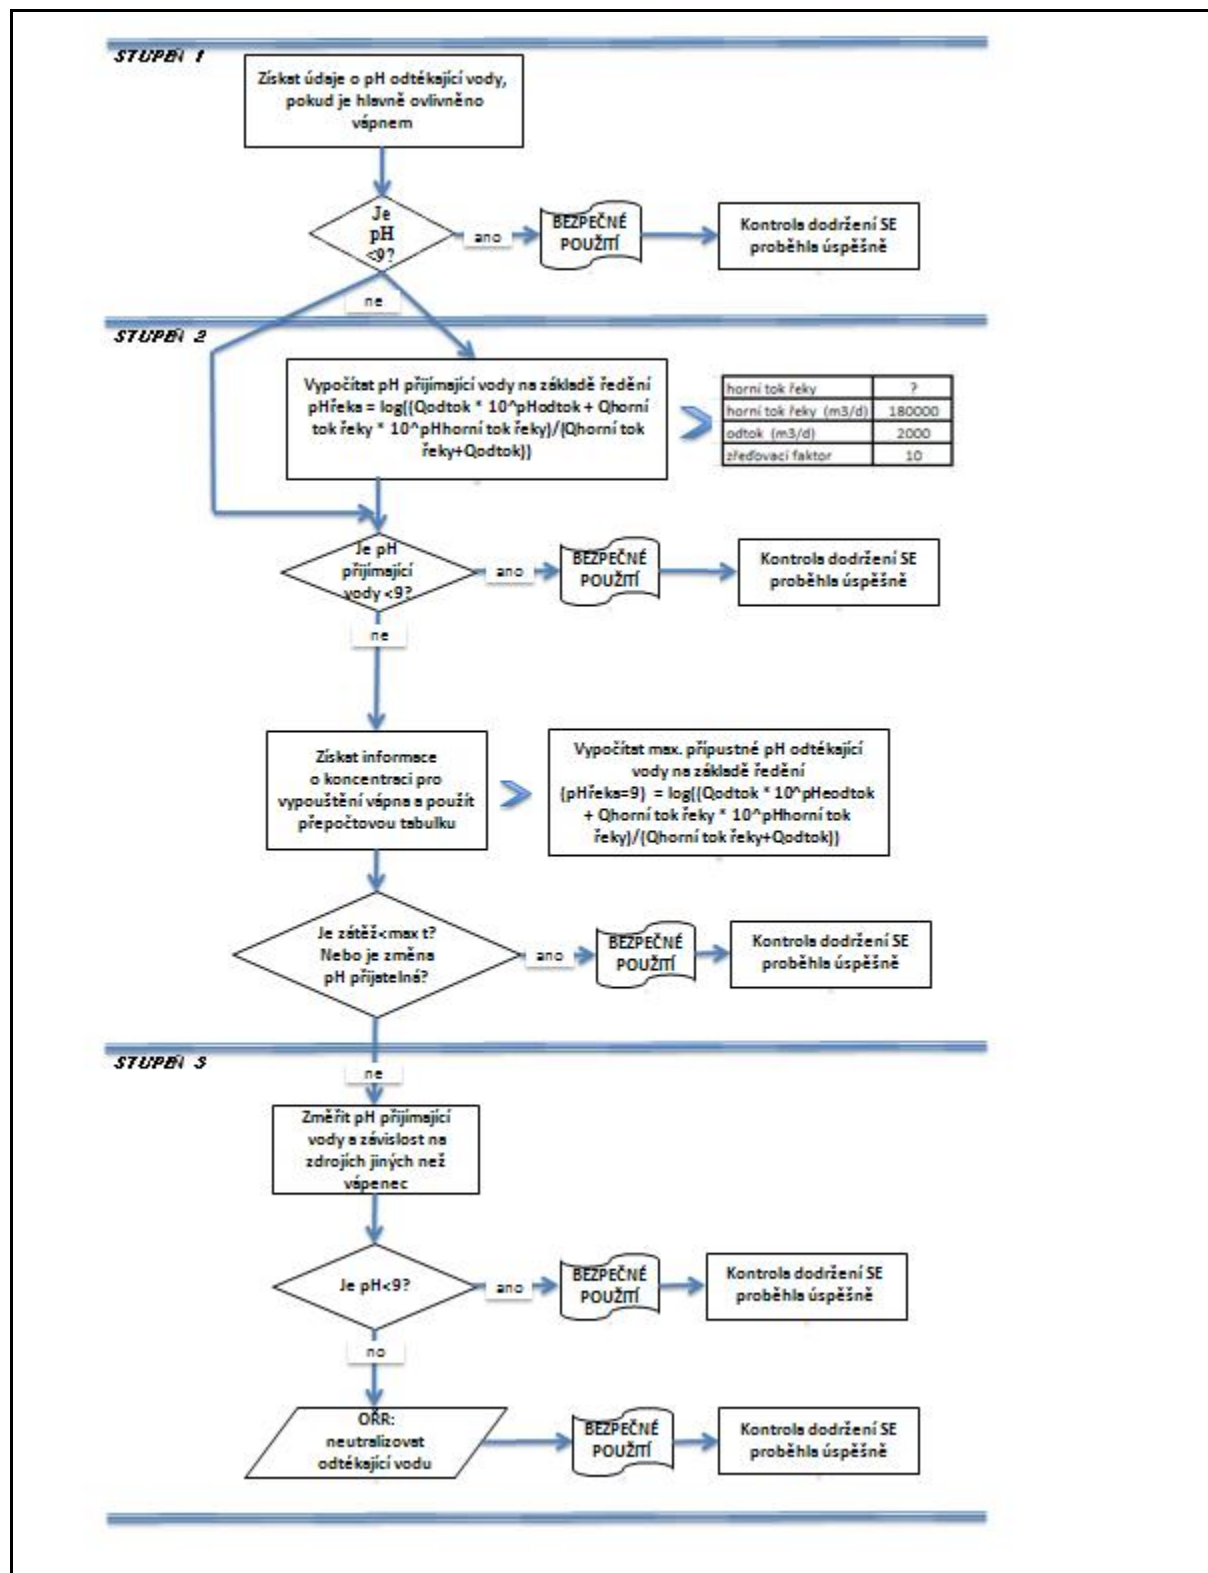 STUPEŇ 1
Získat údaje o pH odtékající vody,
pokud je hlavně ovlivněno
vápnem
Je
pH
<9?
ano
BEZPEČNÉ
POUŽITÍ
Kontrola dodržení SE
proběhla úspěšně
ne
STUPEŇ 2
Vypočítat pH přijímající vody na základě ředění
pHřeka = log((Qodtok * 10^pHodtok + Qhorní
tok řeky * 10^pHhorní tok řeky)/(Qhorní tok
řeky+Qodtok))
horní tok řeky ?
horní tok řeky (m3/d) 180000
odtok (m3/d) 2000
zřeďovací faktor 10
Je pH
přijímající
vody <9?
ano
BEZPEČNÉ
POUŽITÍ
Kontrola dodržení SE
proběhla úspěšně
ne
Získat informace
o koncentraci pro
vypouštění vápna a použít
přepočtovou tabulku
Vypočítat max. přípustné pH odtékající
vody na základě ředění
(pHřeka=9) = log((Qodtok * 10^pHeodtok
+ Qhorní tok řeky * 10^pHhorní tok
řeky)/(Qhorní tok řeky+Qodtok))
Je zátěž<max t?
Nebo je změna
pH přijatelná?
ano
BEZPEČNÉ
POUŽITÍ
Kontrola dodržení SE
proběhla úspěšně
STUPEŇ 3
ne
Změřit pH přijímající
vody a závislost na
zdrojích jiných než
vápenec
Je pH<9?
ano
BEZPEČNÉ
POUŽITÍ
Kontrola dodržení SE
proběhla úspěšně
no
OŘR:
neutralizovat
odtékající vodu
BEZPEČNÉ
POUŽITÍ
Kontrola dodržení SE
proběhla úspěšně